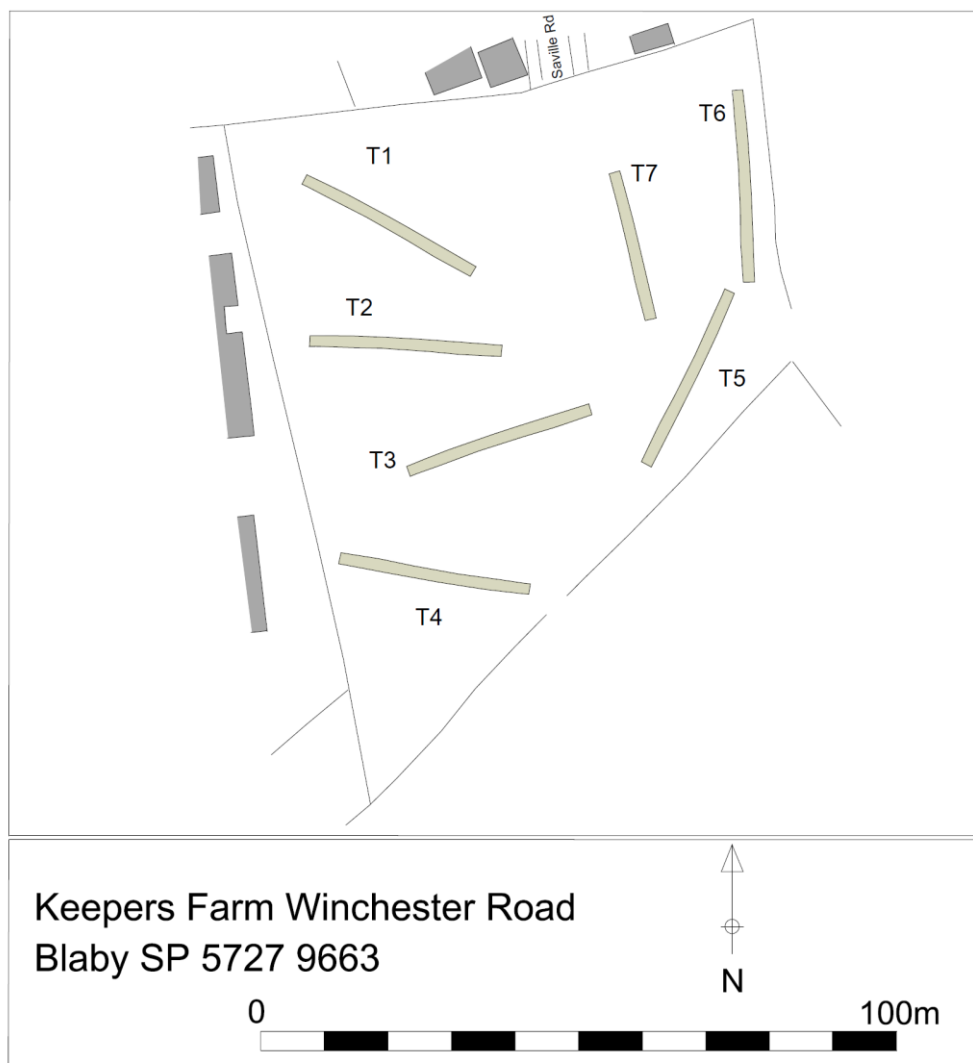 Saville Rd
T6
T1
T7
T2
T5
T3
T4
Keepers Farm Winchester Road
Blaby SP 5727 9663
N
0
100m